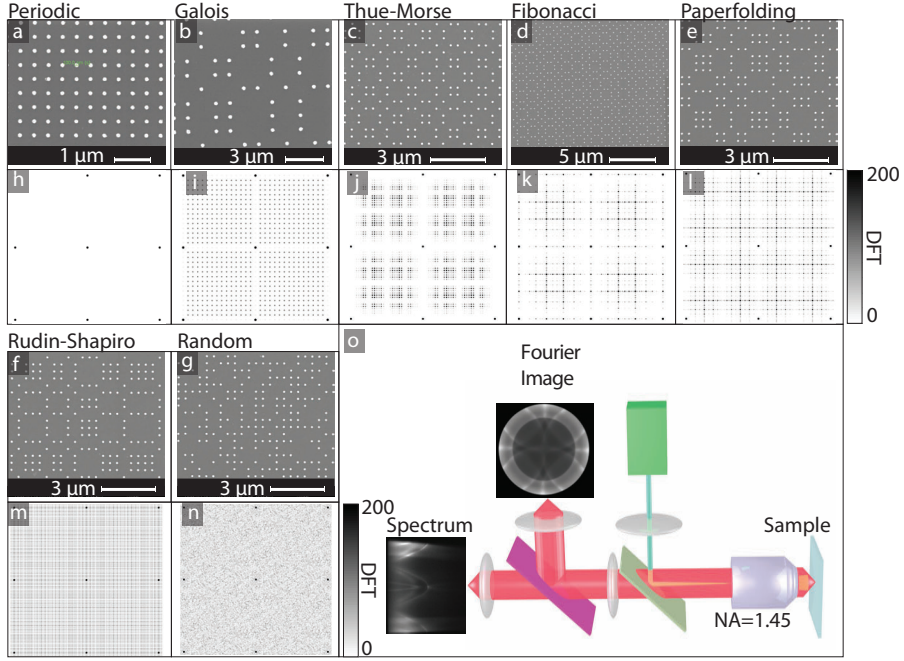 Periodic
Galois
Thue-Morse
Fibonacci
Paperfolding
a
b
c
d
e
1 µm
3 µm
3 µm
5 µm
3 µm
h
i
j
k
l
200
DFT
0
Rudin-Shapiro
Random
f
g
3 µm
3 µm
m
n
200
DFT
0
o
Fourier
Image
Spectrum
Sample
NA=1.45